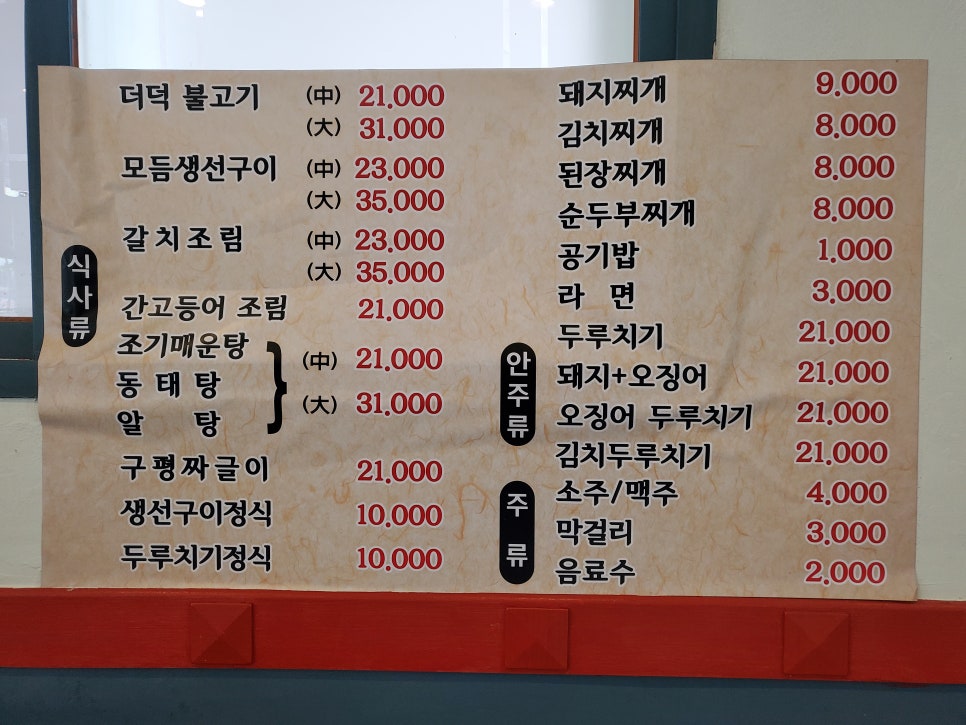 식사류
더덕 불고기 (中) 21.000
(大) 31.000
모듬생선구이 (中) 23.000
(大) 35.000
갈치조림 (中) 23.000
(大) 35.000
간고등어 조림 21.000
조기매운탕
동태탕
알 탕
} (中) 21.000
(大) 31.000
구평짜글이 21.000
생선구이정식 10.000
두루치기정식 10.000
돼지찌개 9.000
김치찌개 8.000
된장찌개 8.000
순두부찌개 8.000
공기밥 1.000
라 면 3.000
안주류
두루치기 21.000
돼지+오징어 21.000
오징어 두루치기 21.000
김치두루치기 21.000
주류
소주/맥주 4.000
막걸리 3.000
음료수 2.000